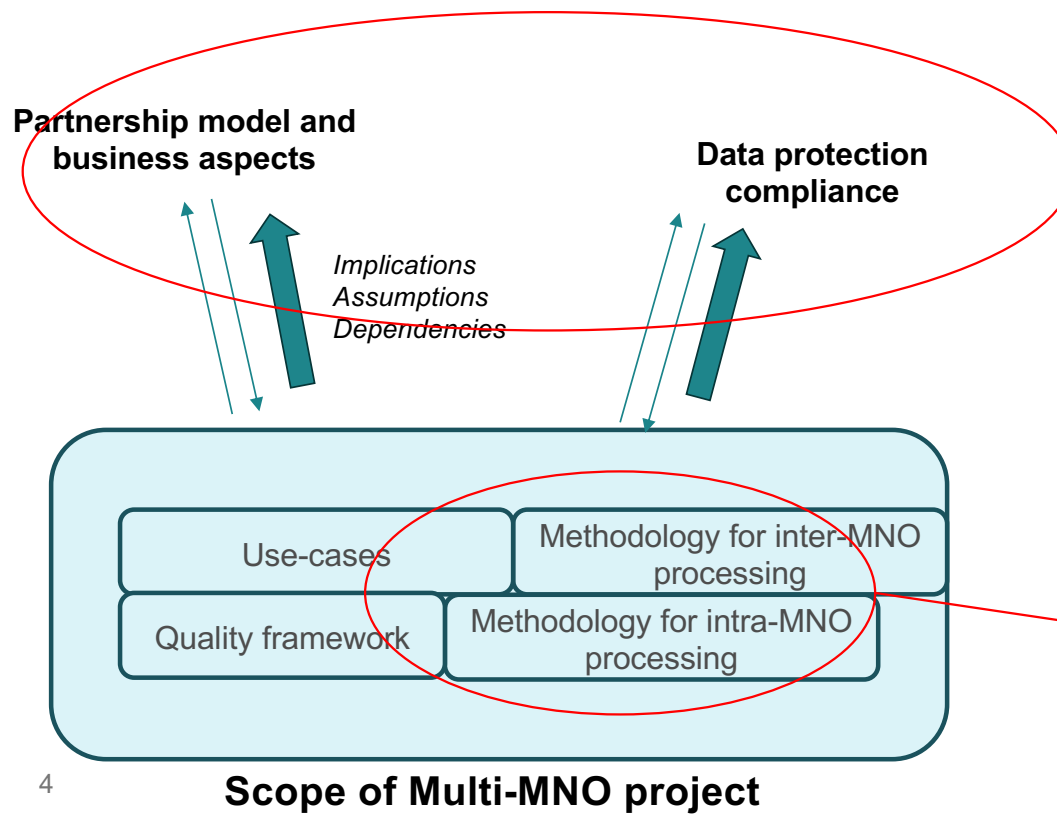 Partnership model and
business aspects
Data protection
compliance
Implications
Assumptions
Dependencies
Use-cases
Methodology for inter-MNO
processing
Quality framework
Methodology for intra-MNO
processing
4
Scope of Multi-MNO project